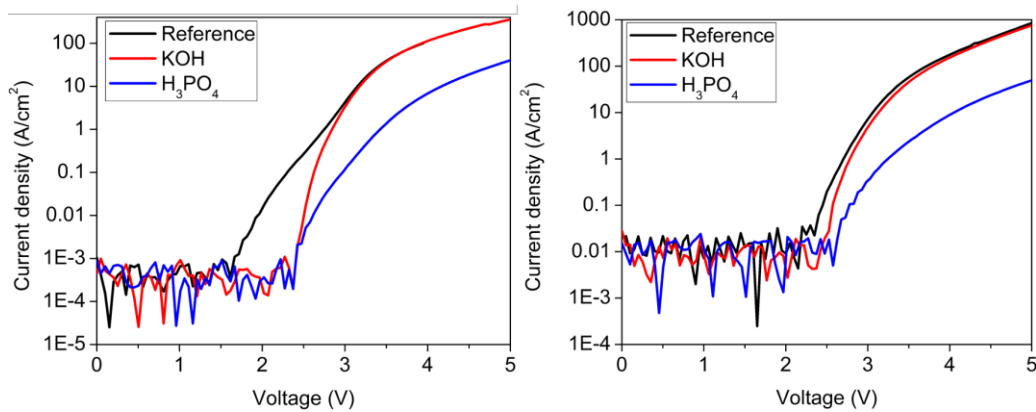 100
10
1
0.1
0.01
1E-3
1E-4
1E-5
Current density (A/cm²)
Reference
KOH
H₃PO₄
0 1 2 3 4 5
Voltage (V)
1000
100
10
1
0.1
0.01
1E-3
1E-4
Current density (A/cm²)
Reference
KOH
H₃PO₄
0 1 2 3 4 5
Voltage (V)